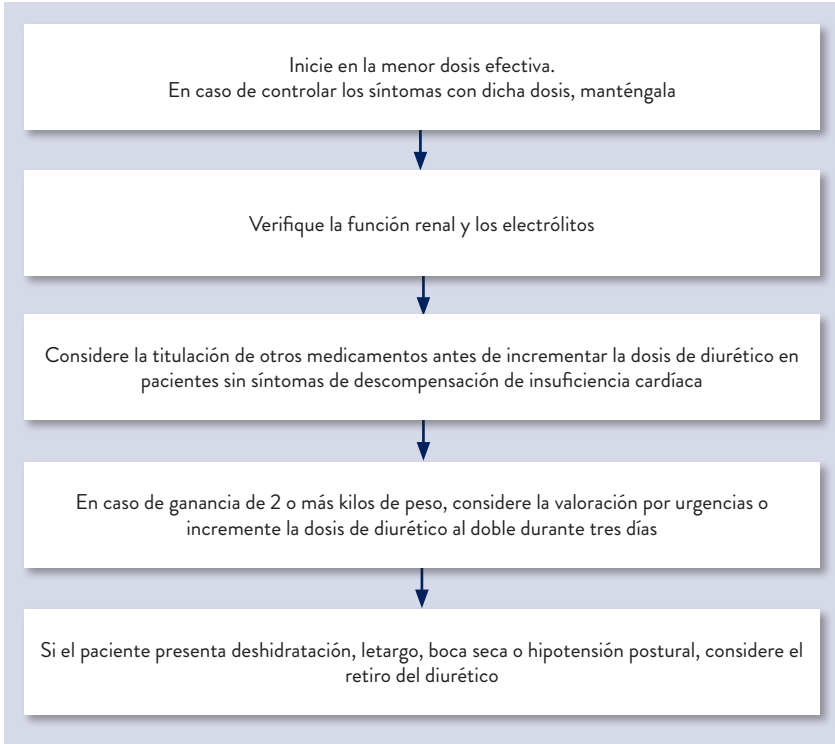 Inicie en la menor dosis efectiva.
En caso de controlar los síntomas con dicha dosis, manténgala
Verifique la función renal y los electrólitos
Considere la titulación de otros medicamentos antes de incrementar la dosis de diurético en
pacientes sin síntomas de descompensación de insuficiencia cardíaca
En caso de ganancia de 2 o más kilos de peso, considere la valoración por urgencias o
incremente la dosis de diurético al doble durante tres días
Si el paciente presenta deshidratación, letargo, boca seca o hipotensión postural, considere el
retiro del diurético